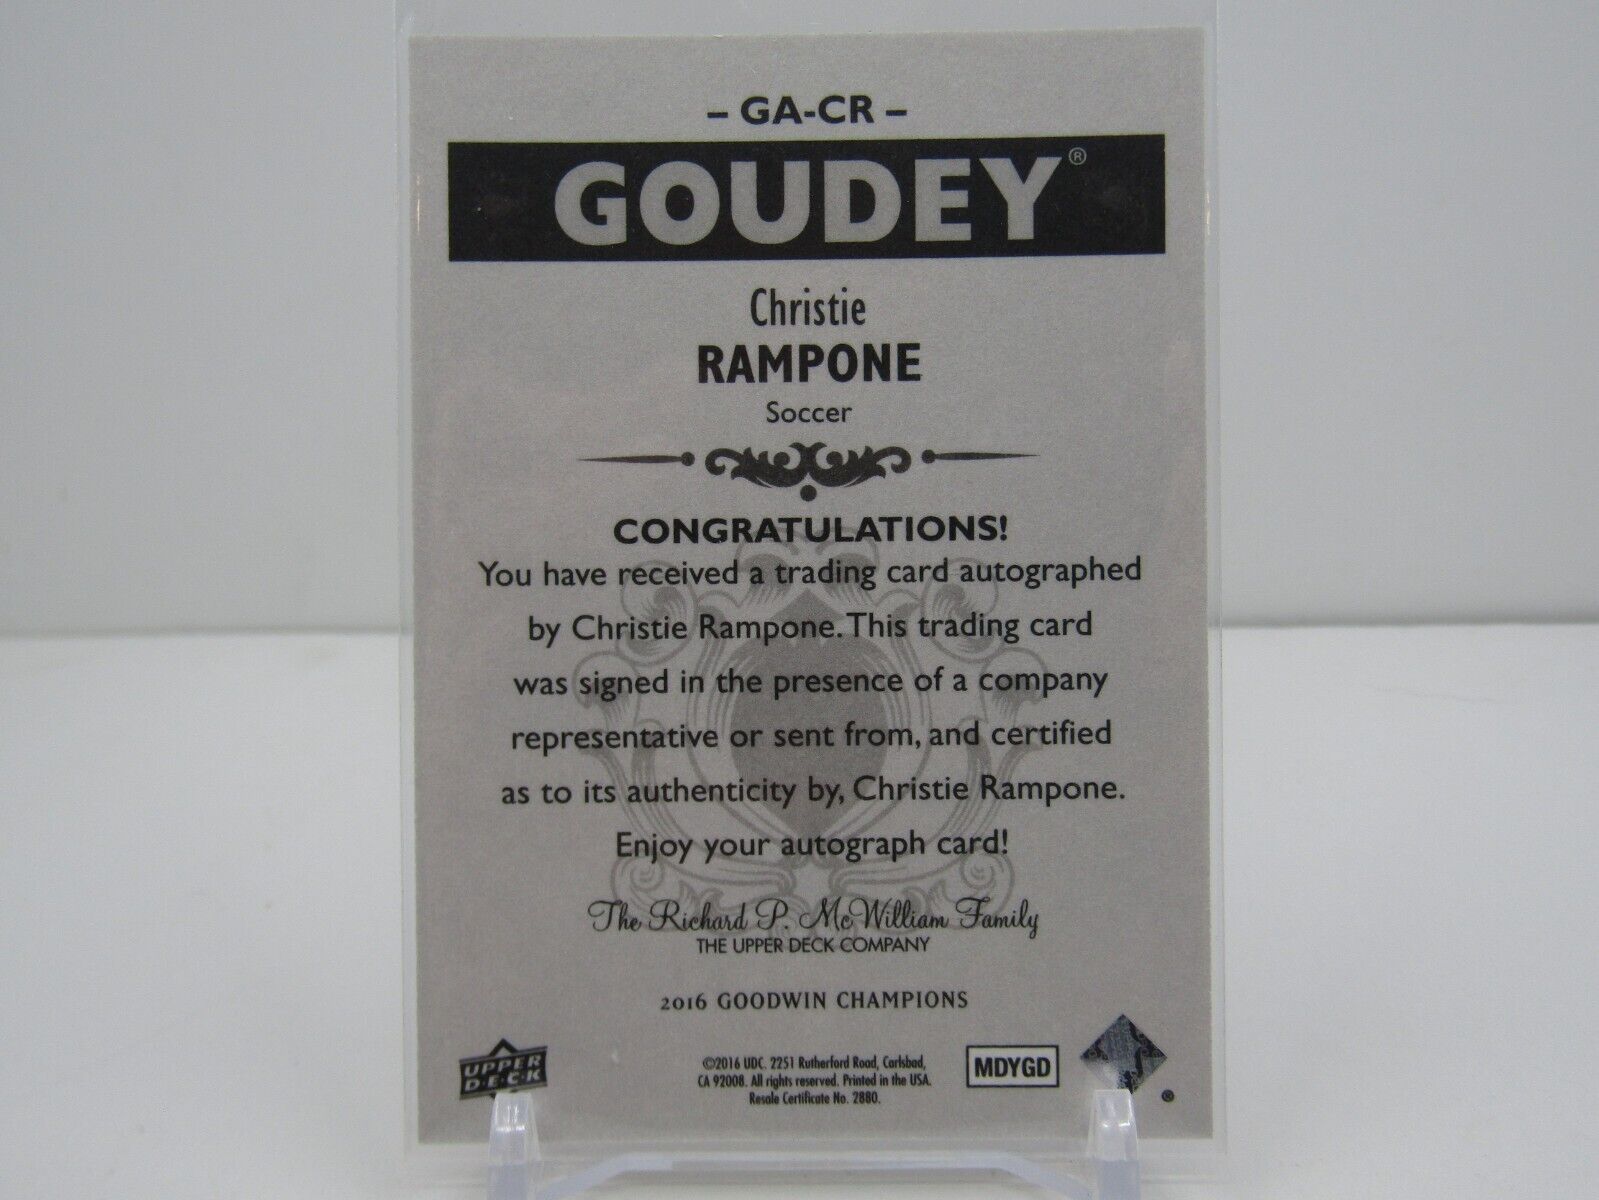 – GA-CR –
GOUDEY®
Christie
RAMPONE
Soccer
CONGRATULATIONS!
You have received a trading card autographed
by Christie Rampone. This trading card
was signed in the presence of a company
representative or sent from, and certified
as to its authenticity by, Christie Rampone.
Enjoy your autograph card!
The Richard P. McWilliam Family
THE UPPER DECK COMPANY
2016 GOODWIN CHAMPIONS
UPPER
D·E·C·K
©2016 UDC. 2251 Rutherford Road, Carlsbad,
CA 92008. All rights reserved. Printed in the USA.
Resale Certificate No. 2880.
MDYGD
®